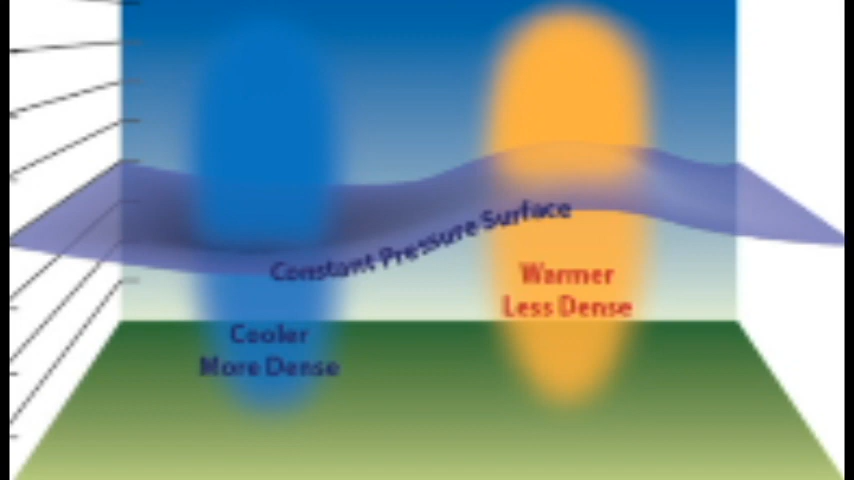 Constant Pressure Surface
Warmer
Less Dense
Cooler
More Dense